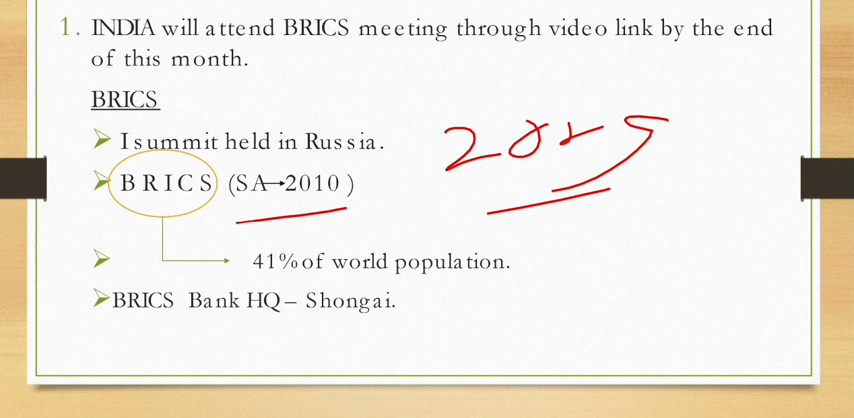 1. INDIA will attend BRICS meeting through video link by the end
of this month.
BRICS
I summit held in Russia.
BRICS (SA→2010)
41% of world population.
BRICS Bank HQ – Shongai.